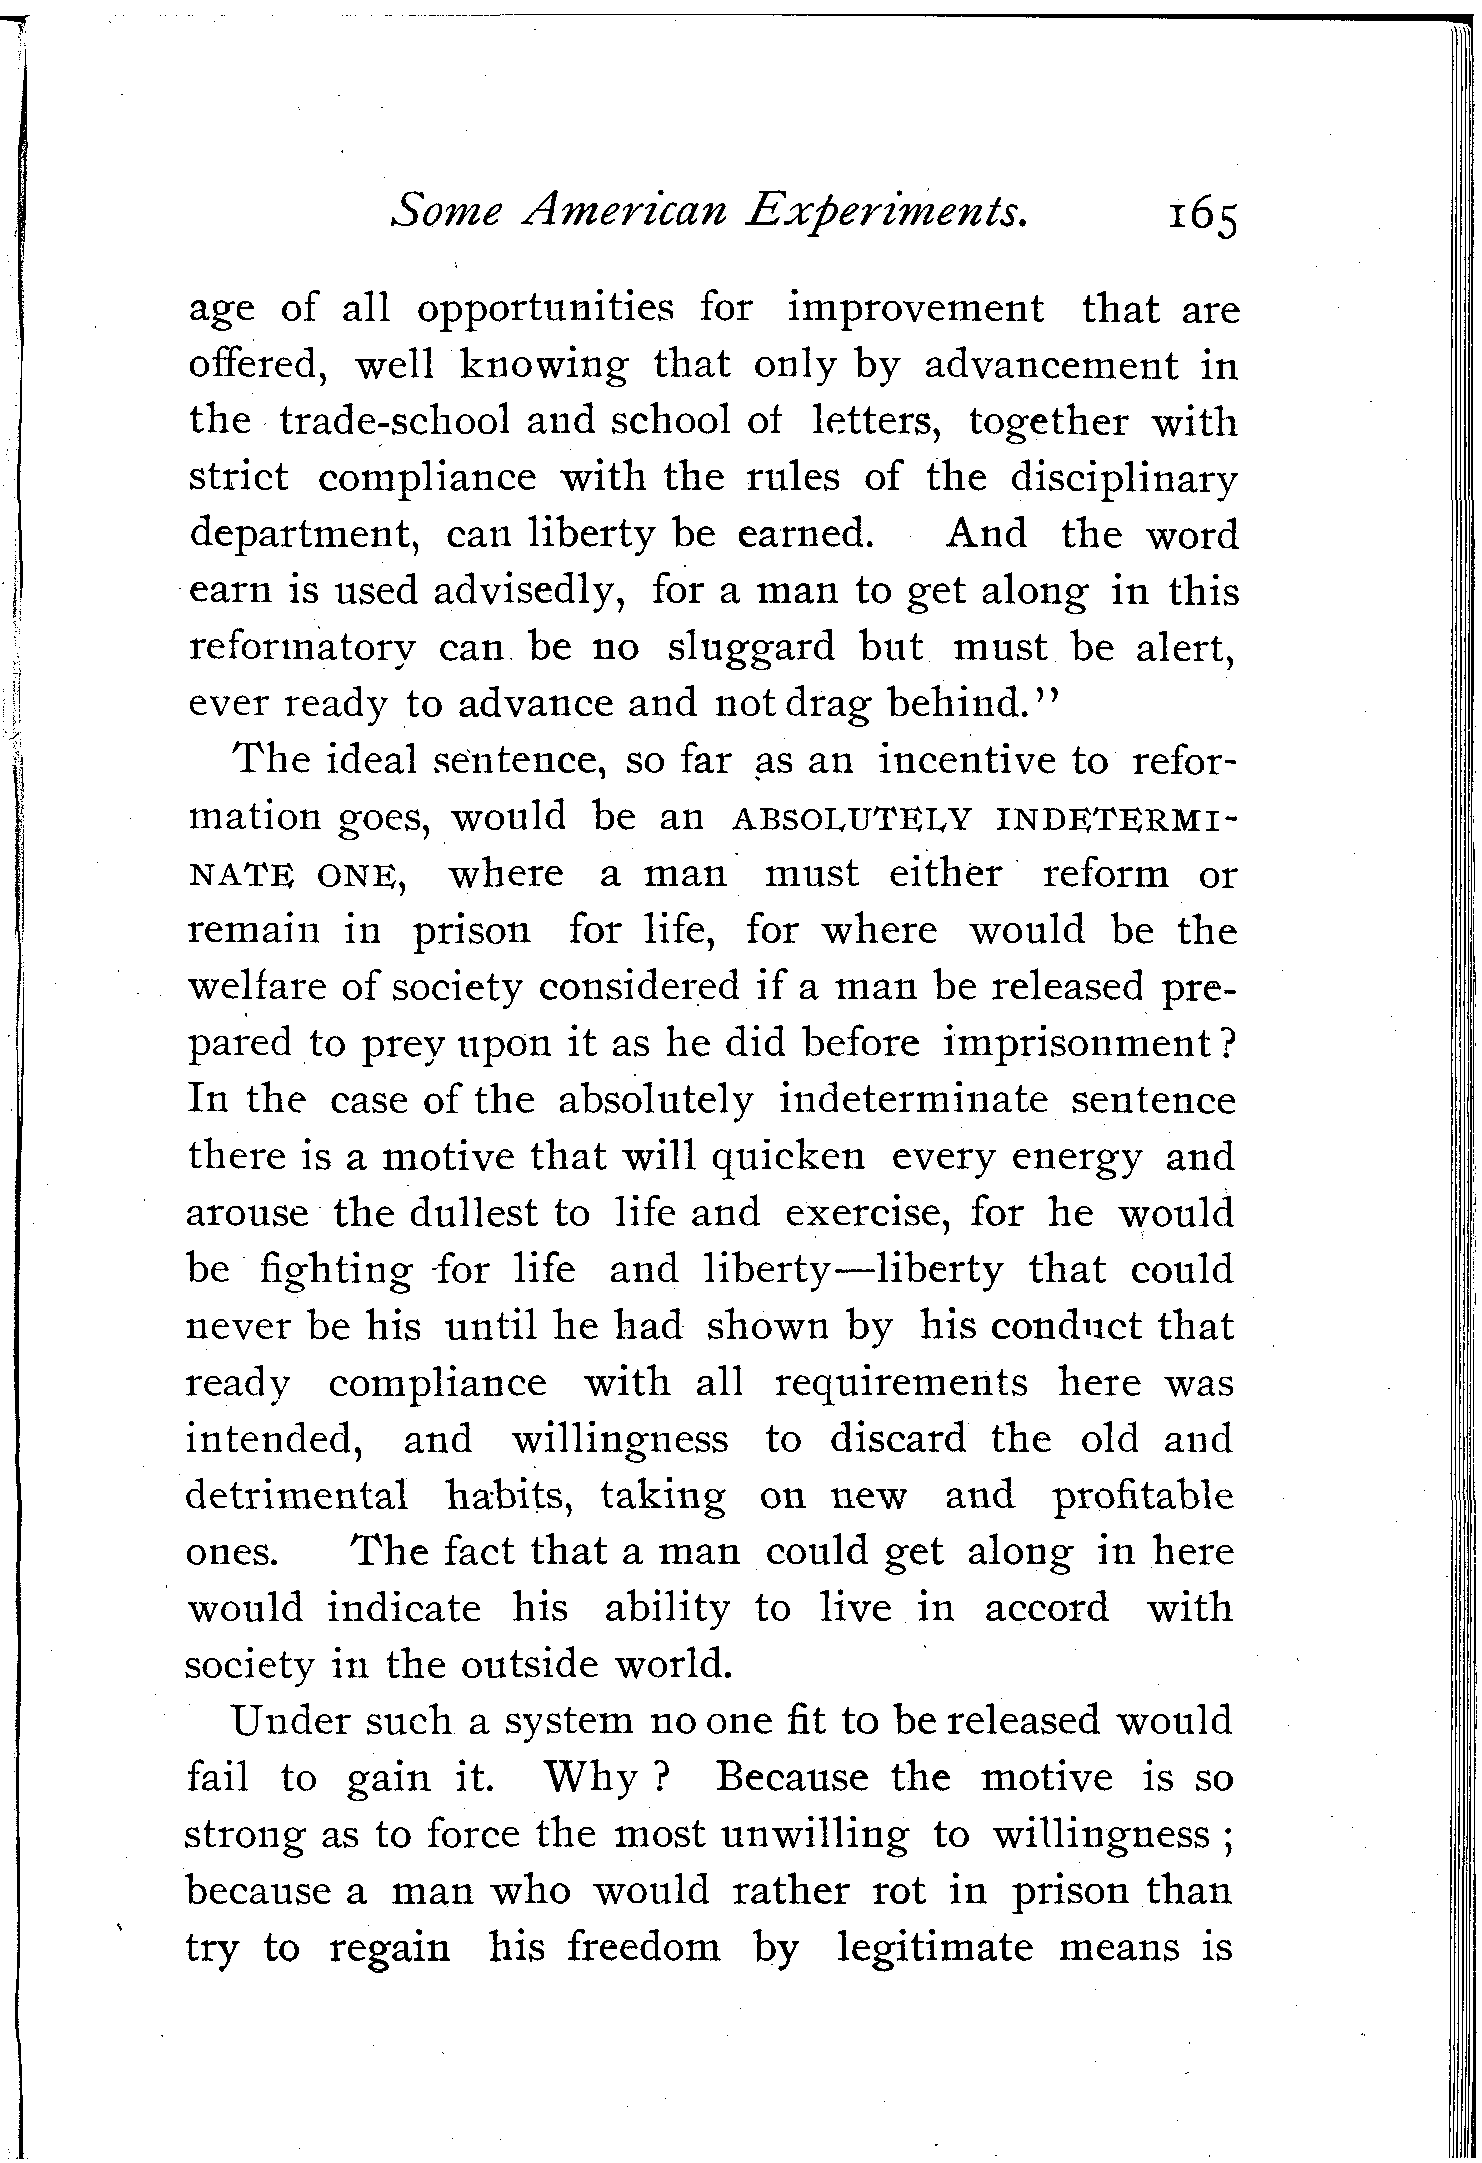 Some American Experiments. 165
age of all opportunities for improvement that are
offered, well knowing that only by advancement in
the trade-school and school of letters, together with
strict compliance with the rules of the disciplinary
department, can liberty be earned. And the word
earn is used advisedly, for a man to get along in this
reformatory can be no sluggard but must be alert,
ever ready to advance and not drag behind.”
The ideal sentence, so far as an incentive to refor-
mation goes, would be an ABSOLUTELY INDETERMI-
NATE ONE, where a man must either reform or
remain in prison for life, for where would be the
welfare of society considered if a man be released pre-
pared to prey upon it as he did before imprisonment?
In the case of the absolutely indeterminate sentence
there is a motive that will quicken every energy and
arouse the dullest to life and exercise, for he would
be fighting for life and liberty—liberty that could
never be his until he had shown by his conduct that
ready compliance with all requirements here was
intended, and willingness to discard the old and
detrimental habits, taking on new and profitable
ones. The fact that a man could get along in here
would indicate his ability to live in accord with
society in the outside world.
Under such a system no one fit to be released would
fail to gain it. Why? Because the motive is so
strong as to force the most unwilling to willingness;
because a man who would rather rot in prison than
try to regain his freedom by legitimate means is